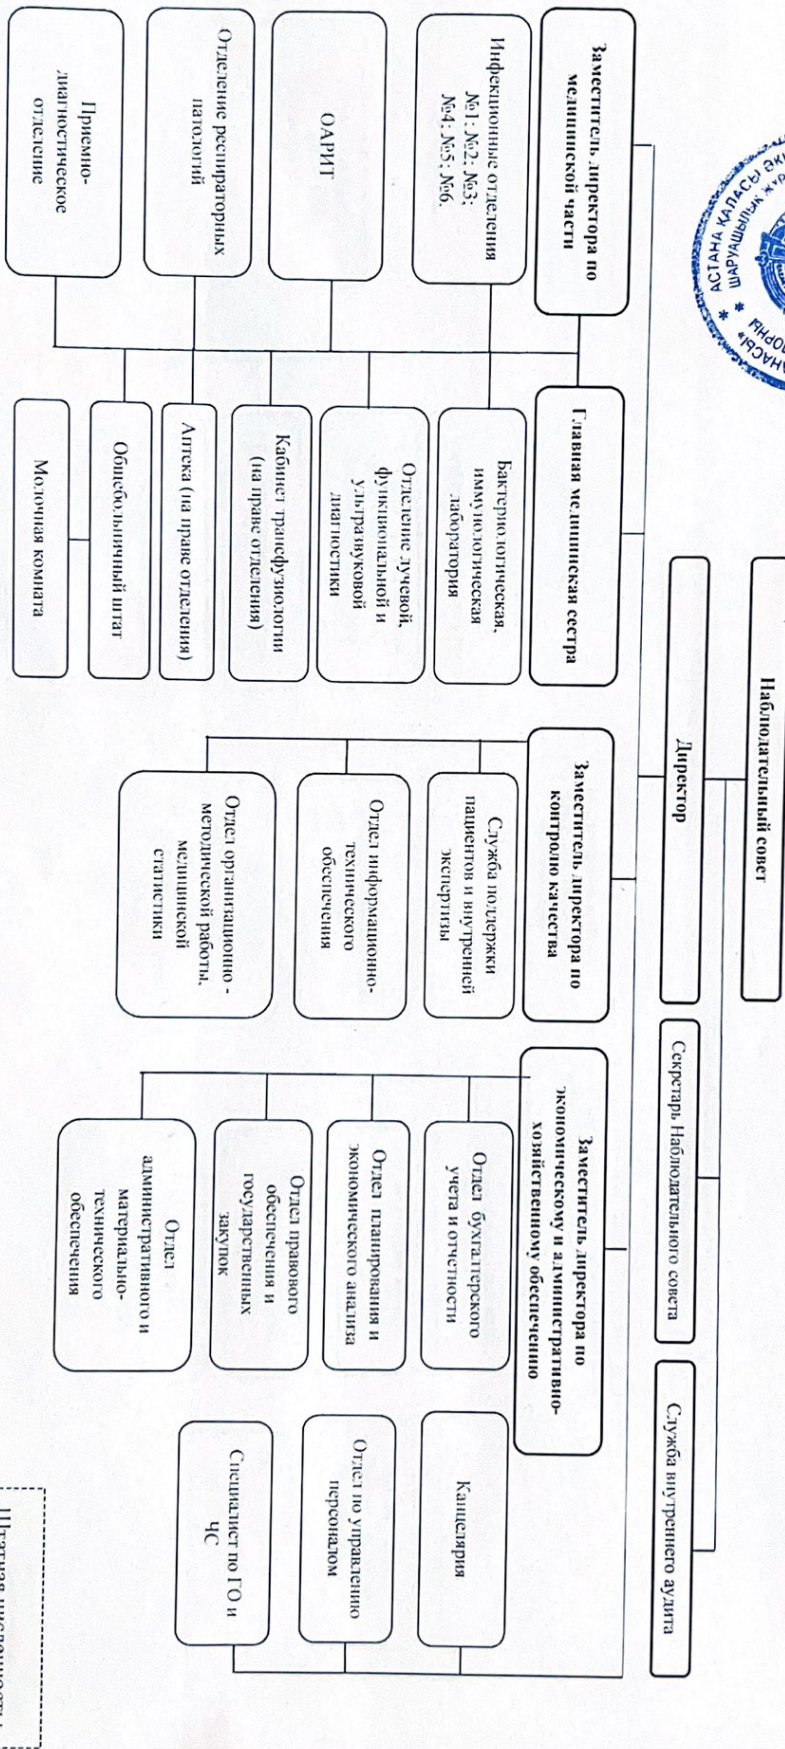 Наблюдательный совет
Директор
Секретарь Наблюдательного совета
Служба внутреннего аудита
Заместитель директора по
медицинской части
Главная медицинская сестра
Заместитель директора по
контролю качества
Заместитель директора по
экономическому и административно-
хозяйственному обеспечению
Инфекционные отделения
№1; №2; №3;
№4; №5; №6.
ОАРИТ
Отделение респираторных
патологий
Приемно-
диагностическое
отделение
Бактериологическая,
иммунологическая
лаборатория
Отделение лучевой,
функциональной и
ультразвуковой
диагностики
Кабинет трансфузиологии
(на праве отделения)
Аптека (на праве отделения)
Общебольничный штат
Молочная комната
Служба поддержки
пациентов и внутренней
экспертизы
Отдел информационно-
технического
обеспечения
Отдел организационно -
методической работы,
медицинской
статистики
Отдел бухгалтерского
учета и отчетности
Отдел планирования и
экономического анализа
Отдел правового
обеспечения и
государственных
закупок
Отдел
административного и
материально-
технического
обеспечения
Канцелярия
Отдел по управлению
персоналом
Специалист по ГО и
ЧС
Штатная численность:
АСТАНА ҚАЛАСЫ
ШАРУАШЫЛЫҚ